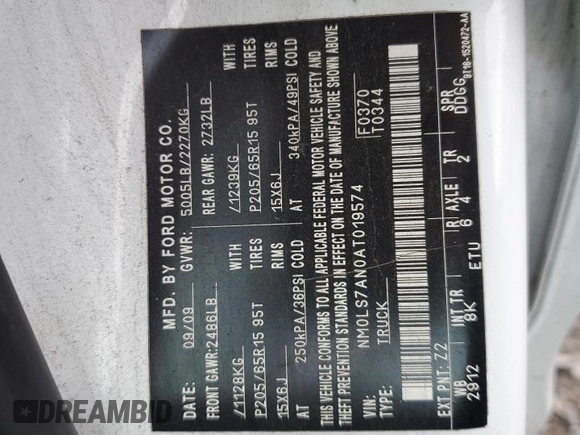 MFD. BY FORD MOTOR CO.
DATE: 09/09 GVWR: 5005LB/2270KG
FRONT GAWR:2486LB REAR GAWR: 2732LB
/1128KG WITH /1239KG WITH
P205/65R15 95T TIRES P205/65R15 95T TIRES
15X6J RIMS 15X6J RIMS
AT 250kPA/36PSI COLD AT 340kPA/49PSI COLD
THIS VEHICLE CONFORMS TO ALL APPLICABLE FEDERAL MOTOR VEHICLE SAFETY AND
THEFT PREVENTION STANDARDS IN EFFECT ON THE DATE OF MANUFACTURE SHOWN ABOVE
VIN: NM0LS7AN0AT019574 F0370
TYPE: TRUCK T0344
EXT PNT: Z2
WB INT TR R AXLE TR SPR
2912 8K ETU 6 4 2 DDGG
9T16-1520472-AA
DREAMBID